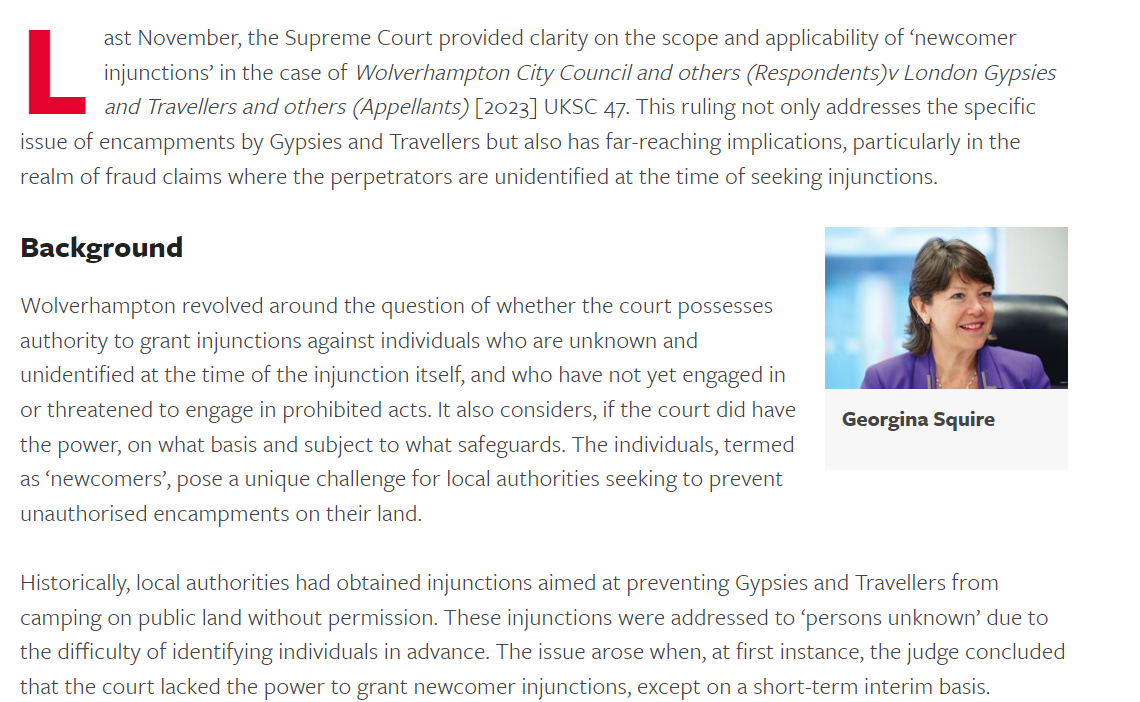 Last November, the Supreme Court provided clarity on the scope and applicability of ‘newcomer
injunctions’ in the case of Wolverhampton City Council and others (Respondents)v London Gypsies
and Travellers and others (Appellants) [2023] UKSC 47. This ruling not only addresses the specific
issue of encampments by Gypsies and Travellers but also has far-reaching implications, particularly in the
realm of fraud claims where the perpetrators are unidentified at the time of seeking injunctions.
Background
Wolverhampton revolved around the question of whether the court possesses
authority to grant injunctions against individuals who are unknown and
unidentified at the time of the injunction itself, and who have not yet engaged in
or threatened to engage in prohibited acts. It also considers, if the court did have
the power, on what basis and subject to what safeguards. The individuals, termed
as ‘newcomers’, pose a unique challenge for local authorities seeking to prevent
unauthorised encampments on their land.
Georgina Squire
Historically, local authorities had obtained injunctions aimed at preventing Gypsies and Travellers from
camping on public land without permission. These injunctions were addressed to ‘persons unknown’ due to
the difficulty of identifying individuals in advance. The issue arose when, at first instance, the judge concluded
that the court lacked the power to grant newcomer injunctions, except on a short-term interim basis.